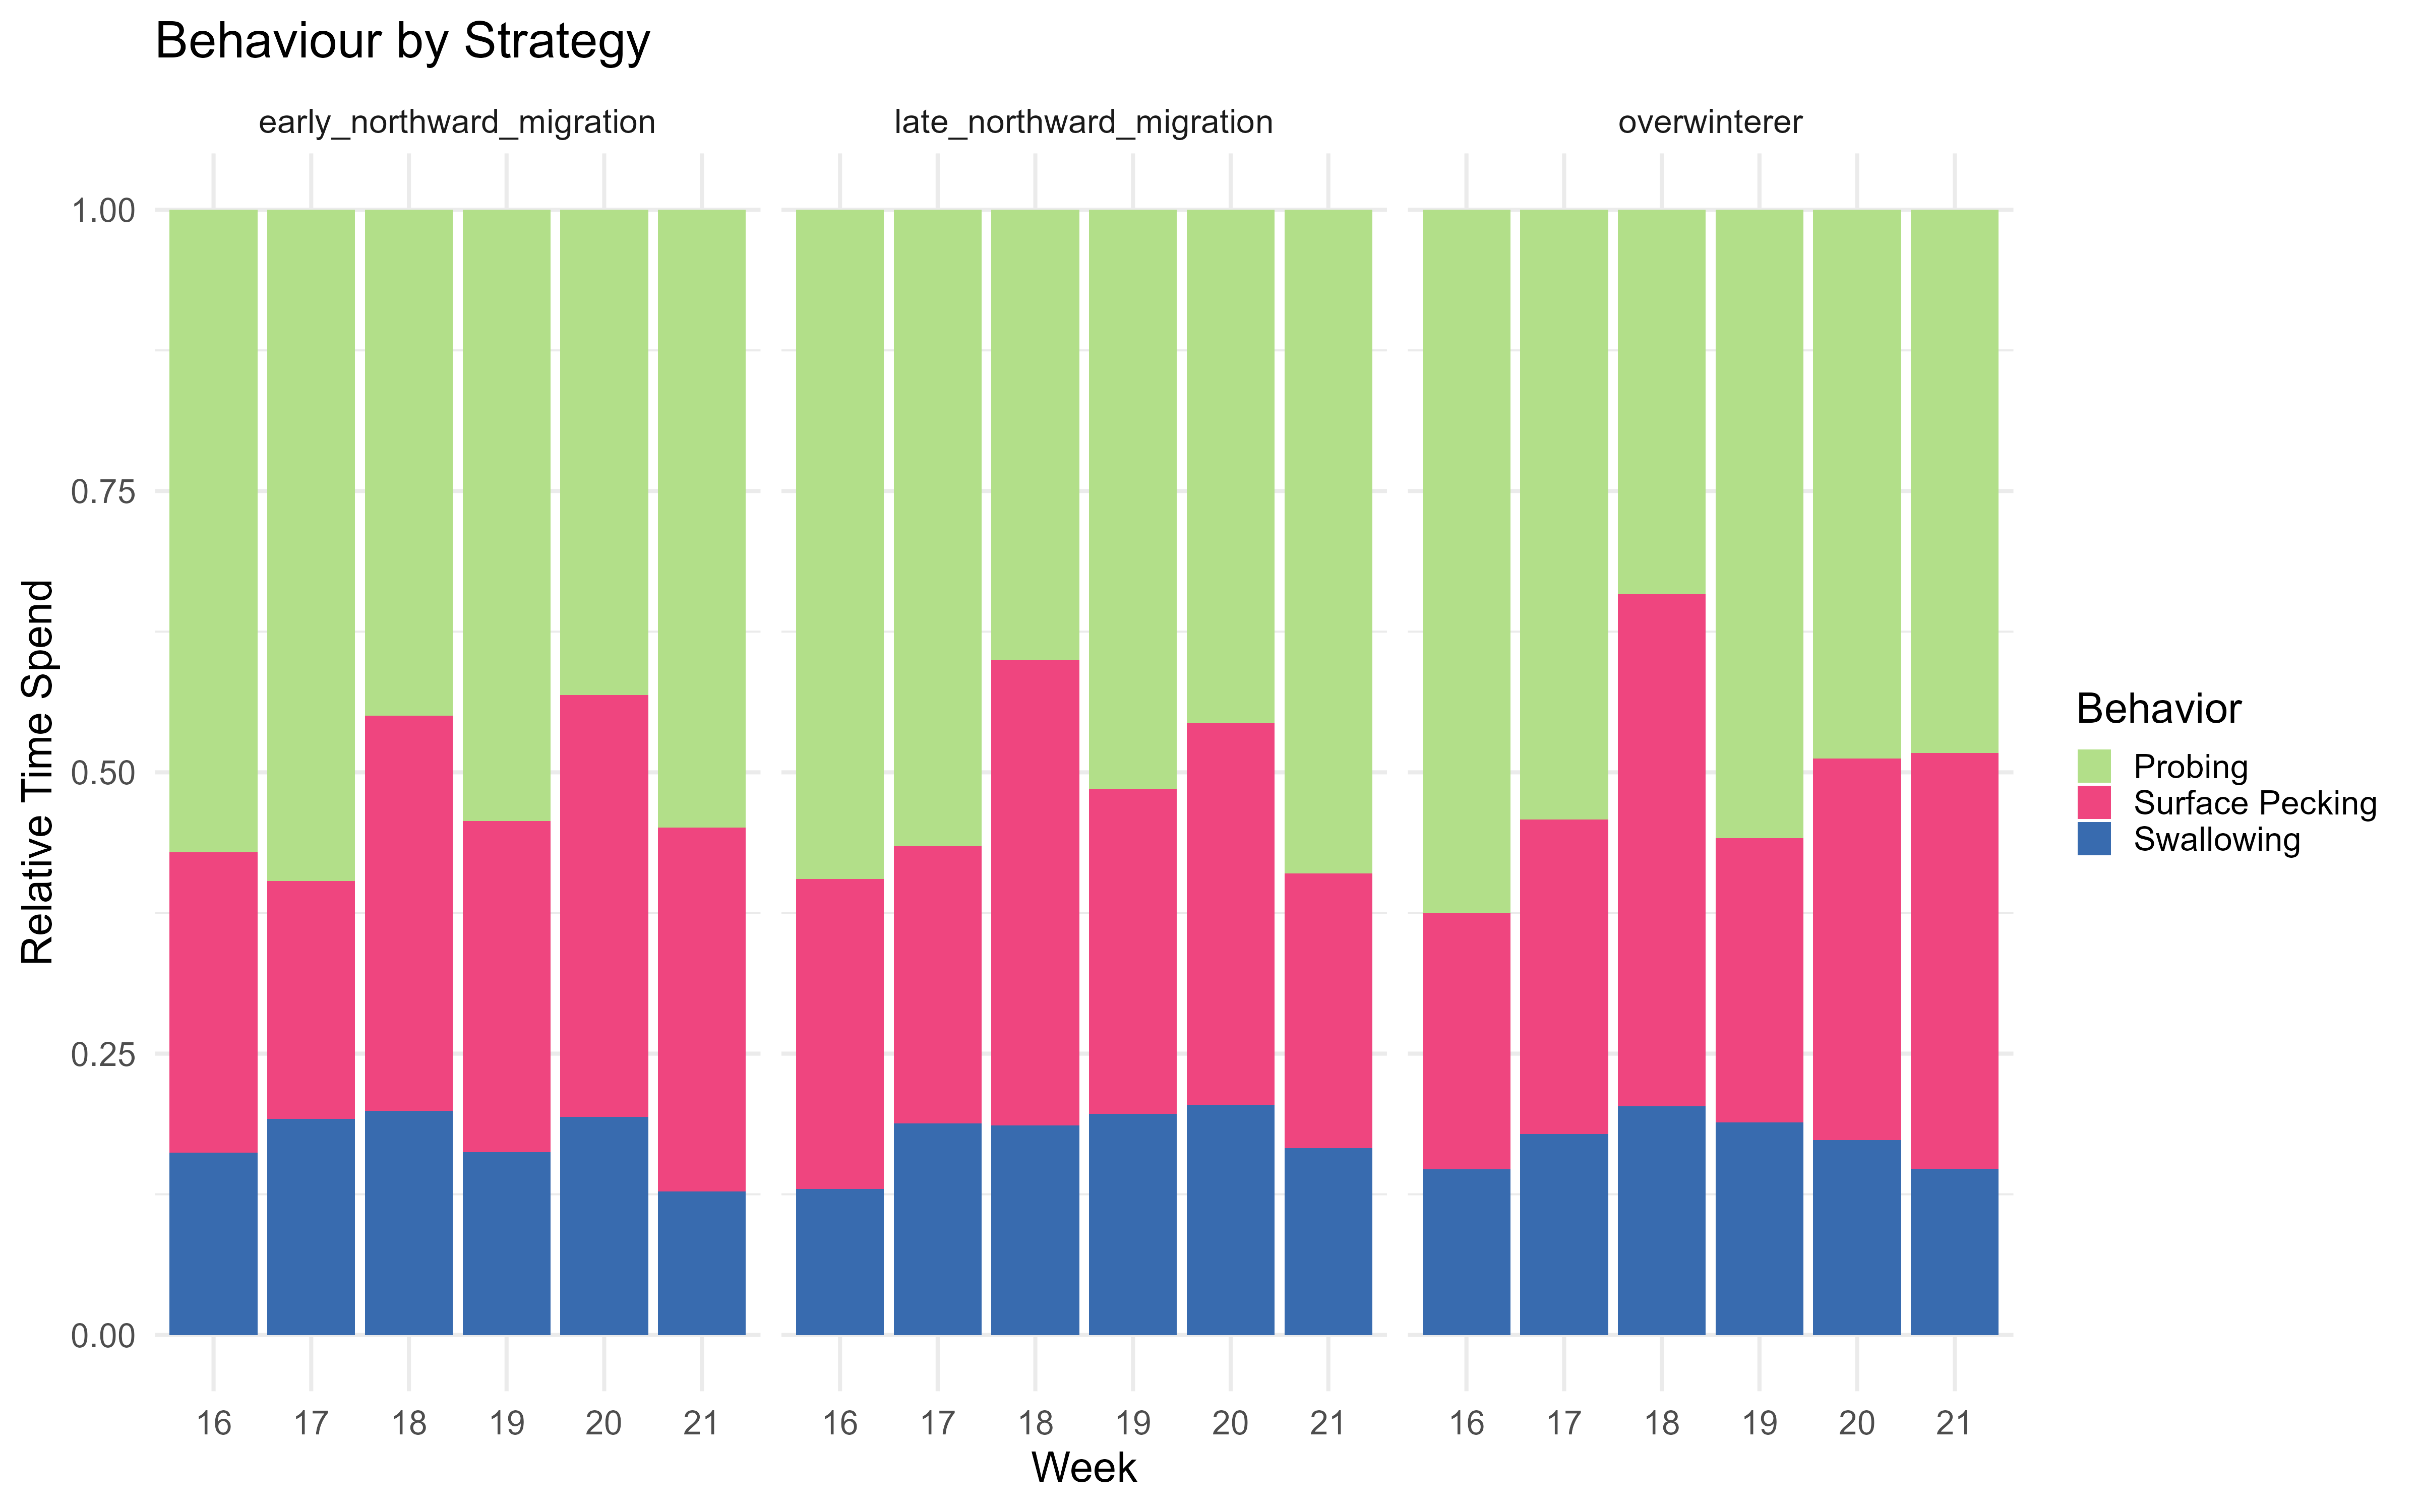 Behaviour by Strategy
early_northward_migration late_northward_migration overwinterer
1.00
0.75
0.50
0.25
0.00
Relative Time Spend
16 17 18 19 20 21 16 17 18 19 20 21 16 17 18 19 20 21
Week
Behavior
Probing
Surface Pecking
Swallowing